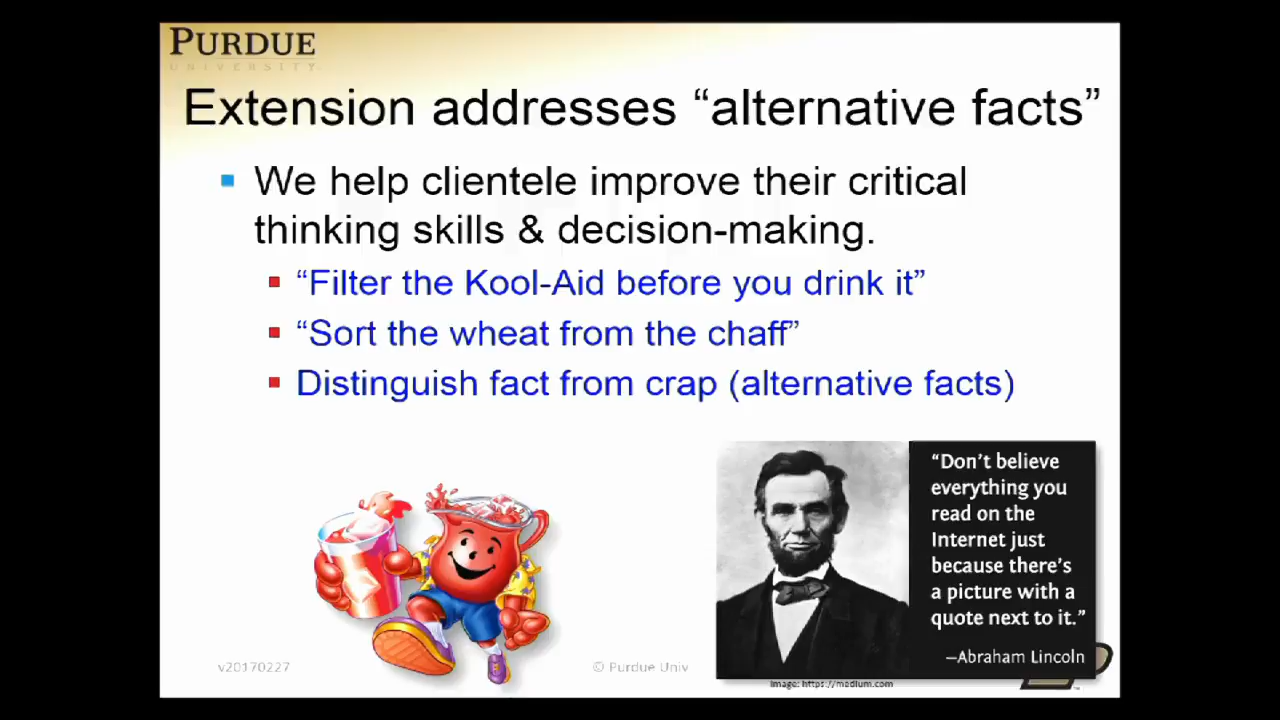 PURDUE
UNIVERSITY
Extension addresses “alternative facts”
We help clientele improve their critical
thinking skills & decision-making.
“Filter the Kool-Aid before you drink it”
“Sort the wheat from the chaff”
Distinguish fact from crap (alternative facts)
“Don’t believe
everything you
read on the
Internet just
because there’s
a picture with a
quote next to it.”
—Abraham Lincoln
v20170227
© Purdue Univ
Image: https://medium.com